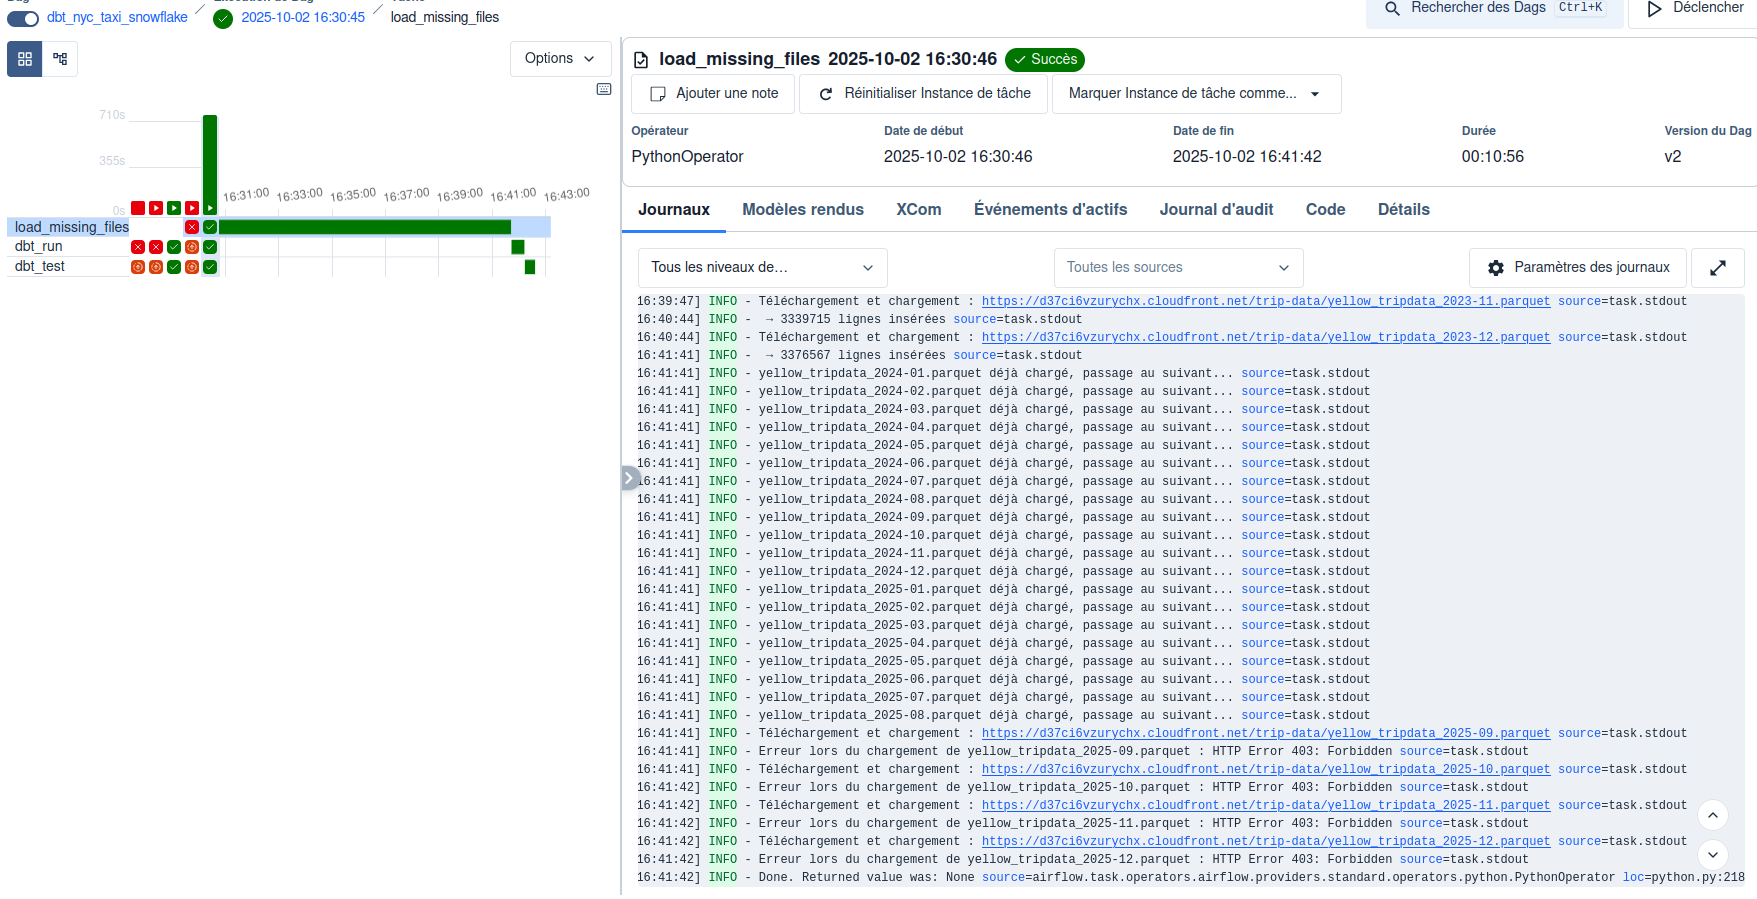 dbt_nyc_taxi_snowflake / 2025-10-02 16:30:45 / load_missing_files
Rechercher des Dags Ctrl+K
Déclencher
Options
710s
355s
0s
16:31:00 16:33:00 16:35:00 16:37:00 16:39:00 16:41:00 16:43:00
load_missing_files
dbt_run
dbt_test
load_missing_files 2025-10-02 16:30:46 Succès
Ajouter une note
Réinitialiser Instance de tâche
Marquer Instance de tâche comme...
Opérateur Date de début Date de fin Durée Version du Dag
PythonOperator 2025-10-02 16:30:46 2025-10-02 16:41:42 00:10:56 v2
Journaux Modèles rendus XCom Événements d'actifs Journal d'audit Code Détails
Tous les niveaux de...
Toutes les sources
Paramètres des journaux
16:39:47] INFO - Téléchargement et chargement : https://d37ci6vzurychx.cloudfront.net/trip-data/yellow_tripdata_2023-11.parquet source=task.stdout
16:40:44] INFO -  → 3339715 lignes insérées source=task.stdout
16:40:44] INFO - Téléchargement et chargement : https://d37ci6vzurychx.cloudfront.net/trip-data/yellow_tripdata_2023-12.parquet source=task.stdout
16:41:41] INFO -  → 3376567 lignes insérées source=task.stdout
16:41:41] INFO - yellow_tripdata_2024-01.parquet déjà chargé, passage au suivant... source=task.stdout
16:41:41] INFO - yellow_tripdata_2024-02.parquet déjà chargé, passage au suivant... source=task.stdout
16:41:41] INFO - yellow_tripdata_2024-03.parquet déjà chargé, passage au suivant... source=task.stdout
16:41:41] INFO - yellow_tripdata_2024-04.parquet déjà chargé, passage au suivant... source=task.stdout
16:41:41] INFO - yellow_tripdata_2024-05.parquet déjà chargé, passage au suivant... source=task.stdout
16:41:41] INFO - yellow_tripdata_2024-06.parquet déjà chargé, passage au suivant... source=task.stdout
16:41:41] INFO - yellow_tripdata_2024-07.parquet déjà chargé, passage au suivant... source=task.stdout
16:41:41] INFO - yellow_tripdata_2024-08.parquet déjà chargé, passage au suivant... source=task.stdout
16:41:41] INFO - yellow_tripdata_2024-09.parquet déjà chargé, passage au suivant... source=task.stdout
16:41:41] INFO - yellow_tripdata_2024-10.parquet déjà chargé, passage au suivant... source=task.stdout
16:41:41] INFO - yellow_tripdata_2024-11.parquet déjà chargé, passage au suivant... source=task.stdout
16:41:41] INFO - yellow_tripdata_2024-12.parquet déjà chargé, passage au suivant... source=task.stdout
16:41:41] INFO - yellow_tripdata_2025-01.parquet déjà chargé, passage au suivant... source=task.stdout
16:41:41] INFO - yellow_tripdata_2025-02.parquet déjà chargé, passage au suivant... source=task.stdout
16:41:41] INFO - yellow_tripdata_2025-03.parquet déjà chargé, passage au suivant... source=task.stdout
16:41:41] INFO - yellow_tripdata_2025-04.parquet déjà chargé, passage au suivant... source=task.stdout
16:41:41] INFO - yellow_tripdata_2025-05.parquet déjà chargé, passage au suivant... source=task.stdout
16:41:41] INFO - yellow_tripdata_2025-06.parquet déjà chargé, passage au suivant... source=task.stdout
16:41:41] INFO - yellow_tripdata_2025-07.parquet déjà chargé, passage au suivant... source=task.stdout
16:41:41] INFO - yellow_tripdata_2025-08.parquet déjà chargé, passage au suivant... source=task.stdout
16:41:41] INFO - Téléchargement et chargement : https://d37ci6vzurychx.cloudfront.net/trip-data/yellow_tripdata_2025-09.parquet source=task.stdout
16:41:41] INFO - Erreur lors du chargement de yellow_tripdata_2025-09.parquet : HTTP Error 403: Forbidden source=task.stdout
16:41:41] INFO - Téléchargement et chargement : https://d37ci6vzurychx.cloudfront.net/trip-data/yellow_tripdata_2025-10.parquet source=task.stdout
16:41:42] INFO - Erreur lors du chargement de yellow_tripdata_2025-10.parquet : HTTP Error 403: Forbidden source=task.stdout
16:41:42] INFO - Téléchargement et chargement : https://d37ci6vzurychx.cloudfront.net/trip-data/yellow_tripdata_2025-11.parquet source=task.stdout
16:41:42] INFO - Erreur lors du chargement de yellow_tripdata_2025-11.parquet : HTTP Error 403: Forbidden source=task.stdout
16:41:42] INFO - Téléchargement et chargement : https://d37ci6vzurychx.cloudfront.net/trip-data/yellow_tripdata_2025-12.parquet source=task.stdout
16:41:42] INFO - Erreur lors du chargement de yellow_tripdata_2025-12.parquet : HTTP Error 403: Forbidden source=task.stdout
16:41:42] INFO - Done. Returned value was: None source=airflow.task.operators.airflow.providers.standard.operators.python.PythonOperator loc=python.py:218